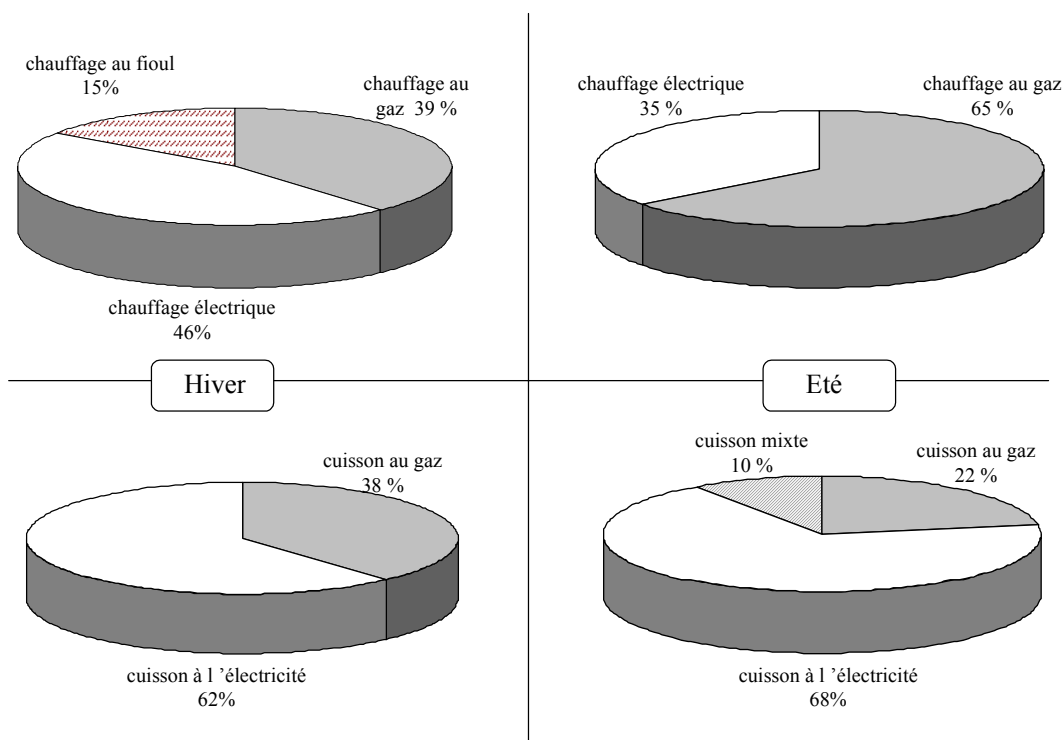 chauffage au fioul
15%
chauffage au
gaz 39 %
chauffage électrique
46%
chauffage électrique
35 %
chauffage au gaz
65 %
Hiver
Eté
cuisson au gaz
38 %
cuisson à l ’électricité
62%
cuisson mixte
10 %
cuisson au gaz
22 %
cuisson à l ’électricité
68%